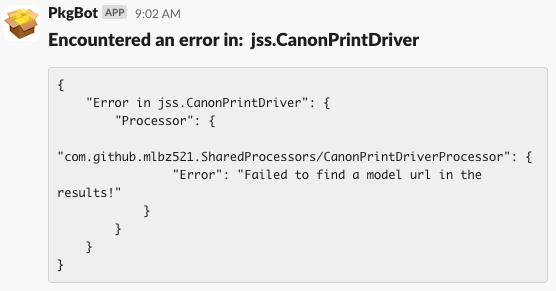 PkgBot APP 9:02 AM
Encountered an error in: jss.CanonPrintDriver
{
    "Error in jss.CanonPrintDriver": {
        "Processor": {

"com.github.mlbz521.SharedProcessors/CanonPrintDriverProcessor": {
                "Error": "Failed to find a model url in the
results!"
            }
        }
    }
}